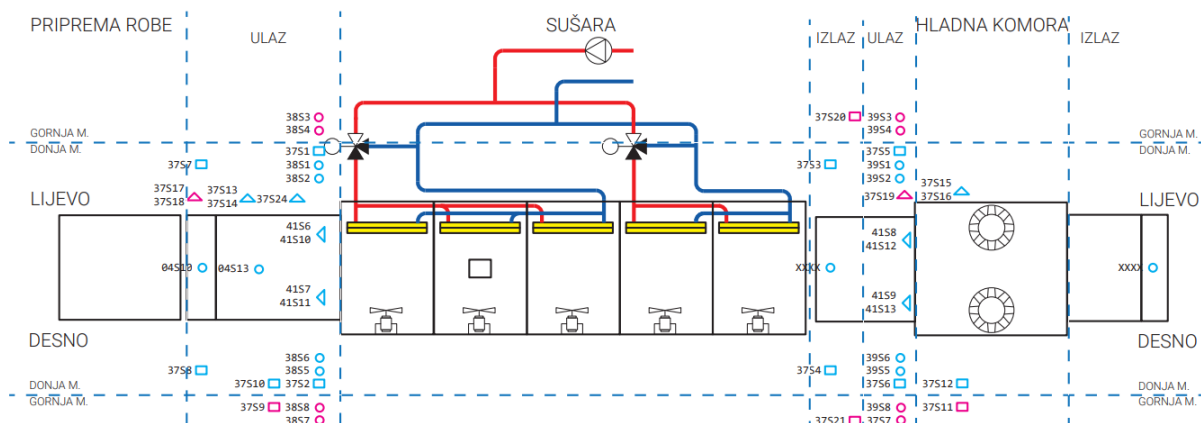 PRIPREMA ROBE
ULAZ
SUŠARA
IZLAZ
ULAZ
HLADNA KOMORA
IZLAZ
38S3
38S4
37S20
39S3
39S4
GORNJA M.
GORNJA M.
DONJA M.
DONJA M.
37S1
37S5
37S7
38S1
37S3
39S1
38S2
39S2
37S17
37S18
37S13
37S14
37S24
37S19
37S15
37S16
LIJEVO
LIJEVO
41S6
41S10
41S8
41S12
04S10
04S13
XXXX
XXXX
41S7
41S11
41S9
41S13
DESNO
DESNO
38S6
39S6
37S8
38S5
37S4
39S5
37S10
37S2
37S6
37S12
DONJA M.
DONJA M.
GORNJA M.
GORNJA M.
37S9
38S8
39S8
37S11
38S7
37S21
37S7